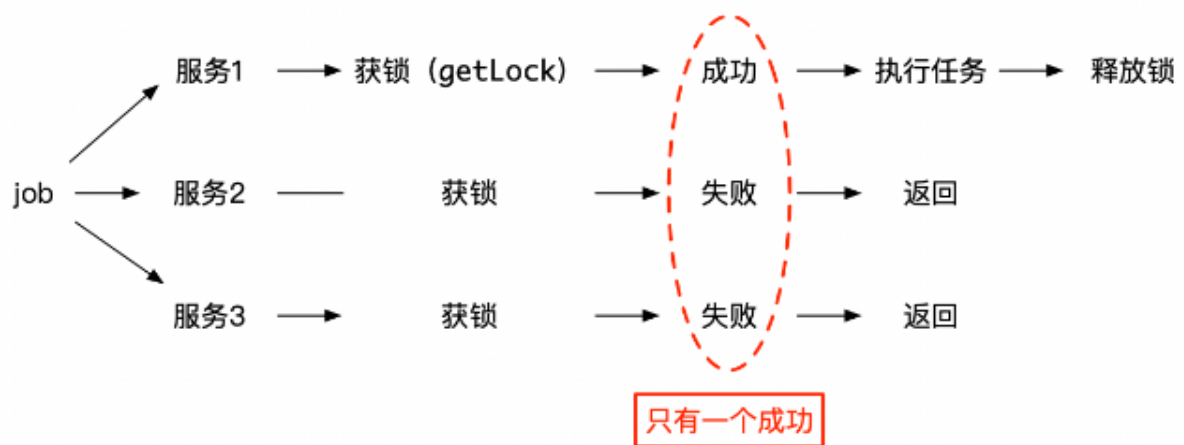 服务1 获锁（getLock） 成功 执行任务 释放锁
job 服务2 获锁 失败 返回
服务3 获锁 失败 返回
只有一个成功